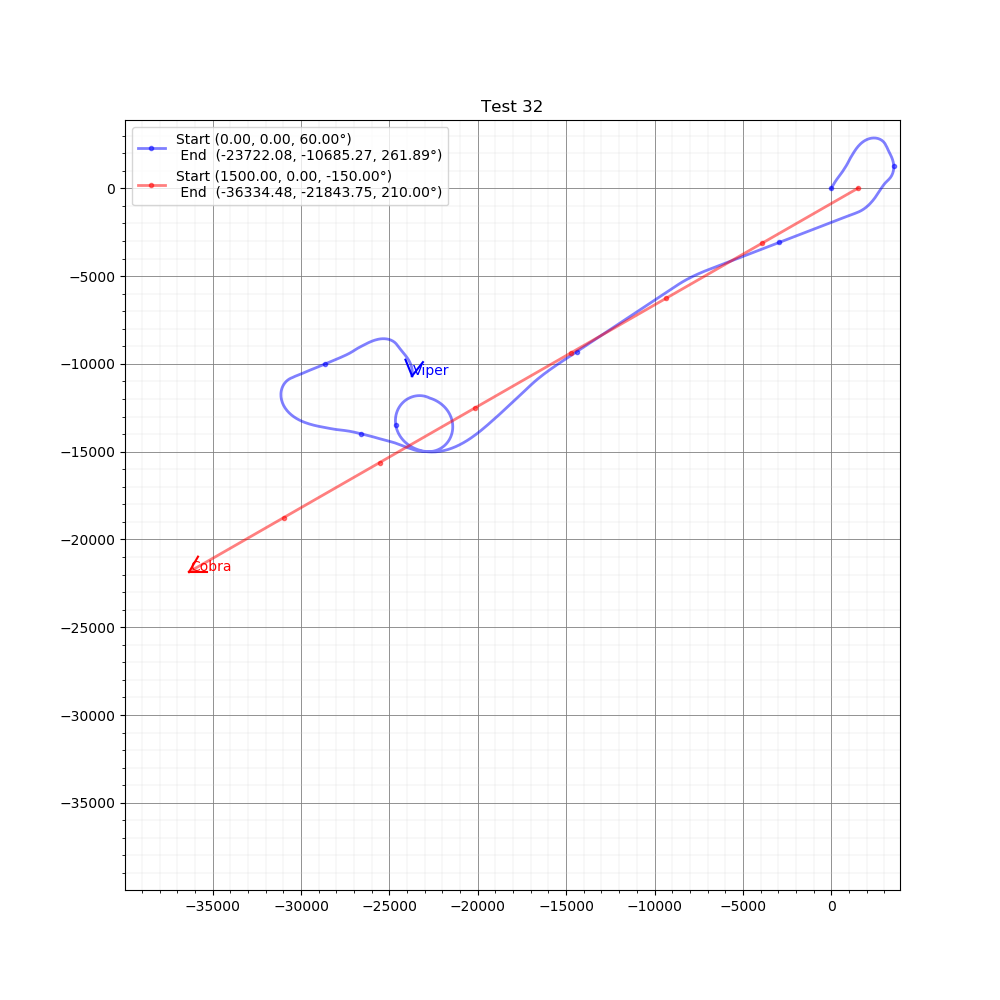 Test 32
Start (0.00, 0.00, 60.00°)
End (-23722.08, -10685.27, 261.89°)
Start (1500.00, 0.00, -150.00°)
End (-36334.48, -21843.75, 210.00°)
0
−5000
−10000
−15000
−20000
−25000
−30000
−35000
Viper
Cobra
−35000 −30000 −25000 −20000 −15000 −10000 −5000 0